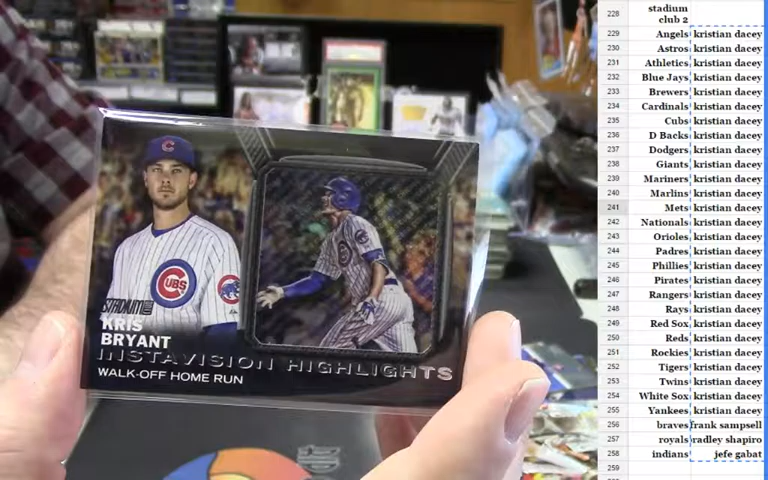 KRIS
BRYANT
INSTAVISION HIGHLIGHTS
WALK-OFF HOME RUN
CUBS
228 stadium club 2
229 Angels kristian dacey
230 Astros kristian dacey
231 Athletics kristian dacey
232 Blue Jays kristian dacey
233 Brewers kristian dacey
234 Cardinals kristian dacey
235 Cubs kristian dacey
236 D Backs kristian dacey
237 Dodgers kristian dacey
238 Giants kristian dacey
239 Mariners kristian dacey
240 Marlins kristian dacey
241 Mets kristian dacey
242 Nationals kristian dacey
243 Orioles kristian dacey
244 Padres kristian dacey
245 Phillies kristian dacey
246 Pirates kristian dacey
247 Rangers kristian dacey
248 Rays kristian dacey
249 Red Sox kristian dacey
250 Reds kristian dacey
251 Rockies kristian dacey
252 Tigers kristian dacey
253 Twins kristian dacey
254 White Sox kristian dacey
255 Yankees kristian dacey
256 braves frank sampsell
257 royals radley shapiro
258 indians jefe gabat
259